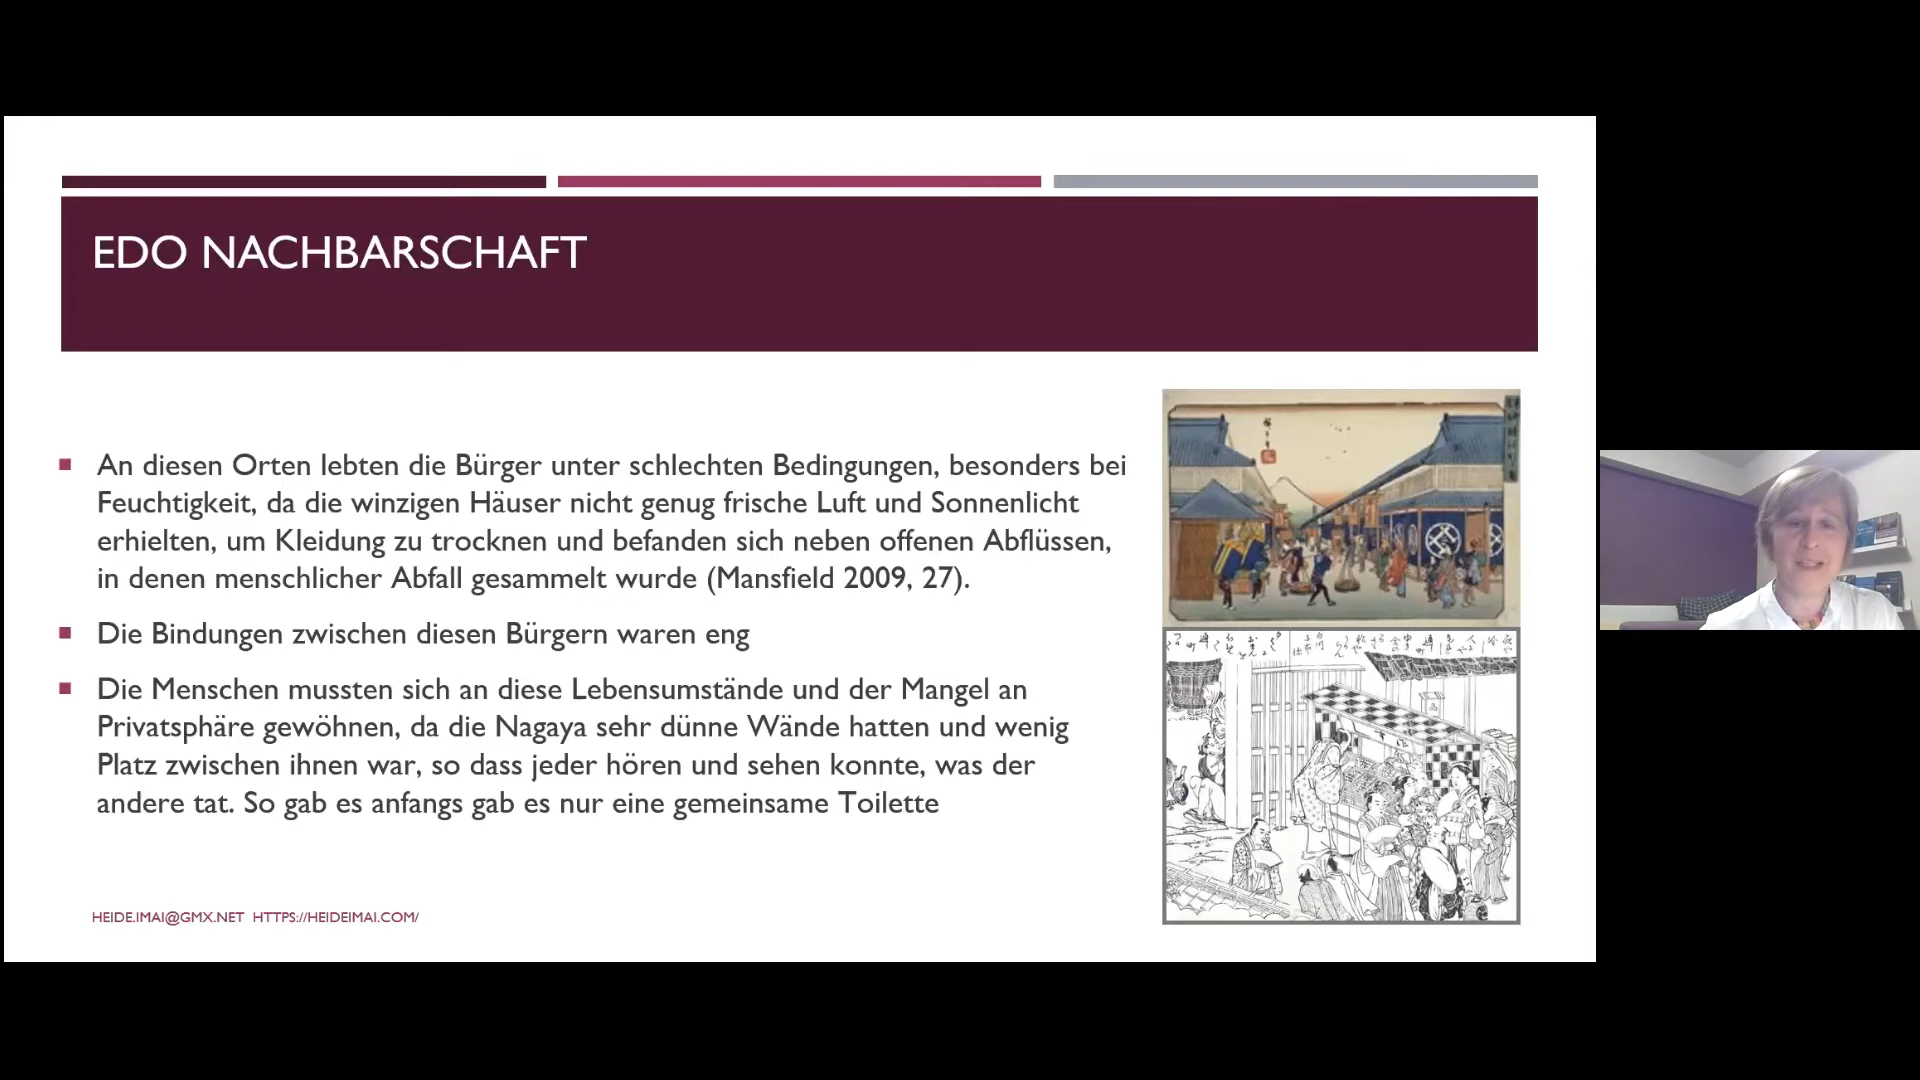 EDO NACHBARSCHAFT
An diesen Orten lebten die Bürger unter schlechten Bedingungen, besonders bei
Feuchtigkeit, da die winzigen Häuser nicht genug frische Luft und Sonnenlicht
erhielten, um Kleidung zu trocknen und befanden sich neben offenen Abflüssen,
in denen menschlicher Abfall gesammelt wurde (Mansfield 2009, 27).
Die Bindungen zwischen diesen Bürgern waren eng
Die Menschen mussten sich an diese Lebensumstände und der Mangel an
Privatsphäre gewöhnen, da die Nagaya sehr dünne Wände hatten und wenig
Platz zwischen ihnen war, so dass jeder hören und sehen konnte, was der
andere tat. So gab es anfangs gab es nur eine gemeinsame Toilette
HEIDE.IMAI@GMX.NET HTTPS://HEIDEIMAI.COM/